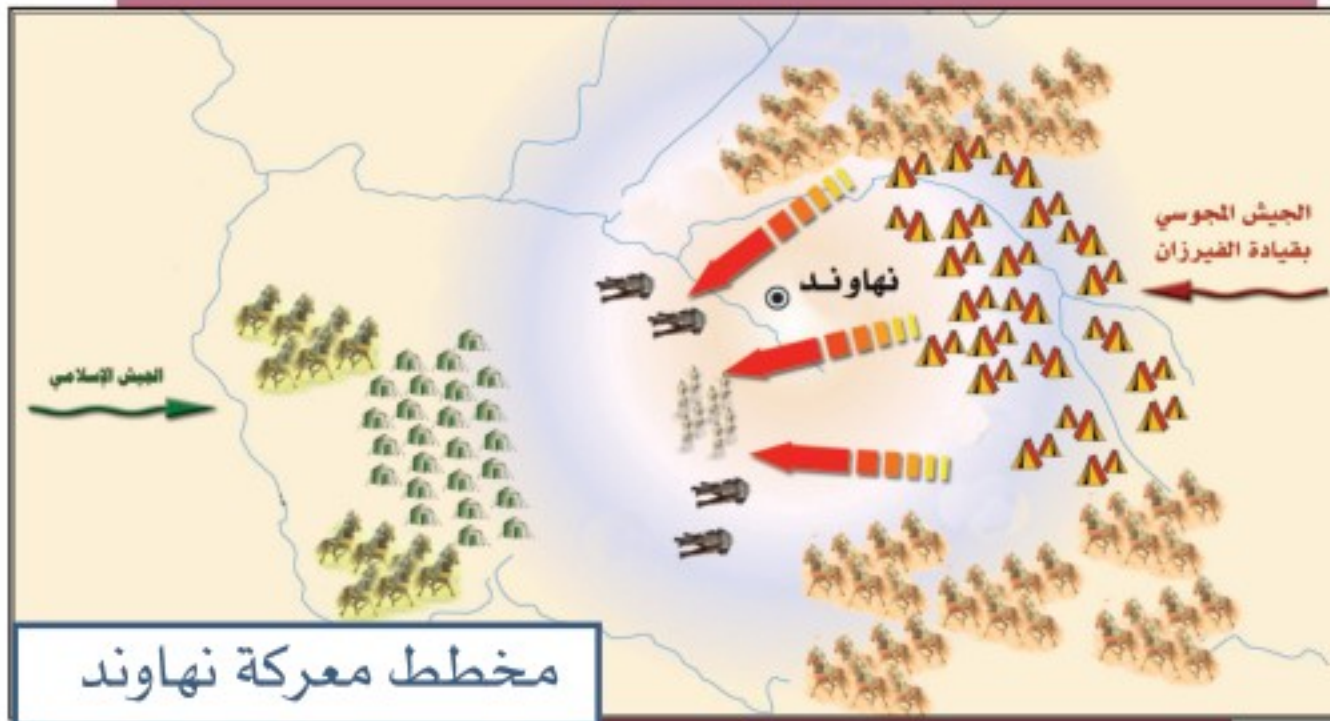 الجيش المجوسي
بقيادة الفيرزان
نهاوند
الجيش الإسلامي
مخطط معركة نهاوند